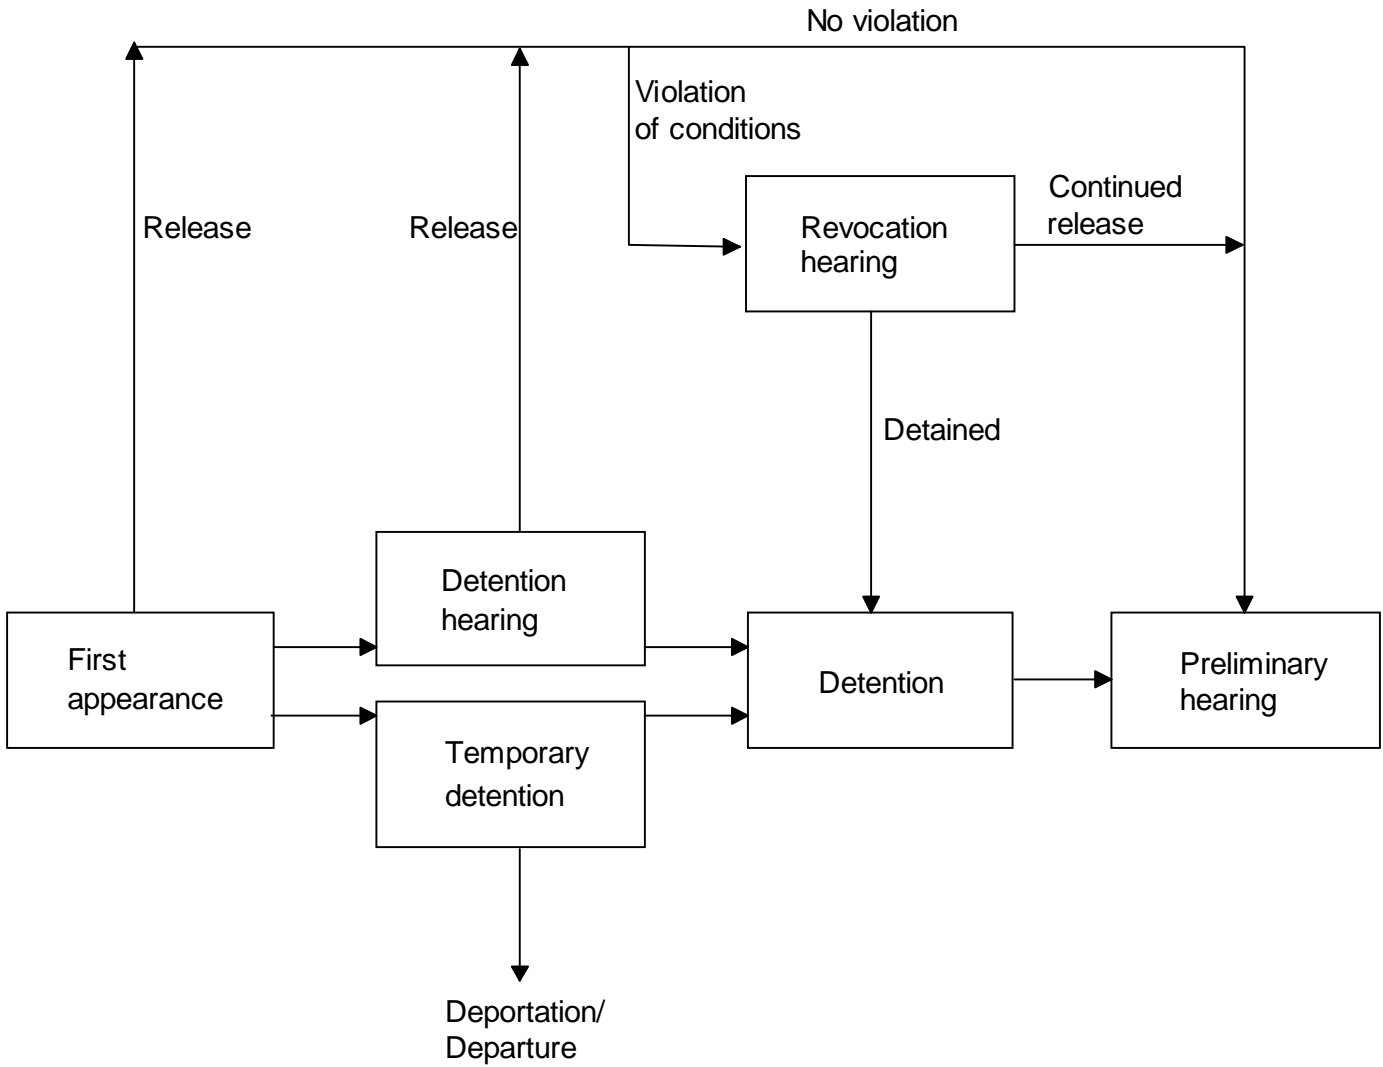 No violation
Violation
of conditions
Continued
release
Release
Release
Revocation
hearing
Detained
Detention
hearing
First
appearance
Detention
Preliminary
hearing
Temporary
detention
Deportation/
Departure